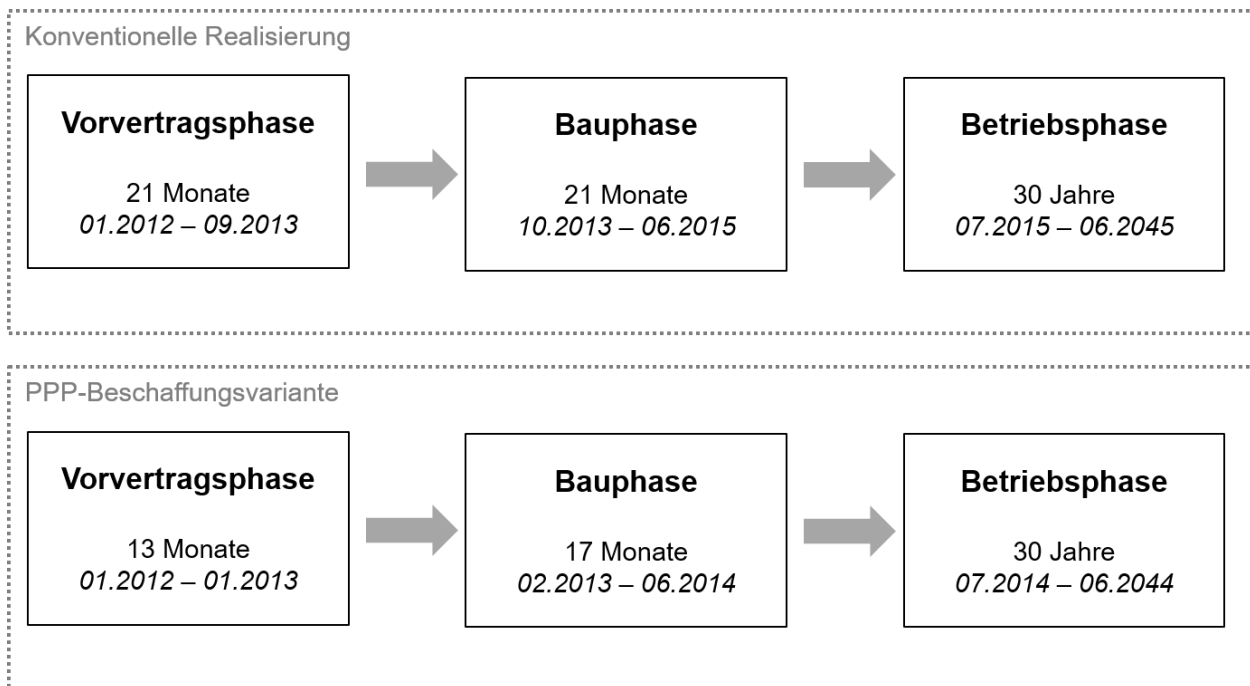 Konventionelle Realisierung
Vorvertragsphase
21 Monate
01.2012 – 09.2013
Bauphase
21 Monate
10.2013 – 06.2015
Betriebsphase
30 Jahre
07.2015 – 06.2045
PPP-Beschaffungsvariante
Vorvertragsphase
13 Monate
01.2012 – 01.2013
Bauphase
17 Monate
02.2013 – 06.2014
Betriebsphase
30 Jahre
07.2014 – 06.2044